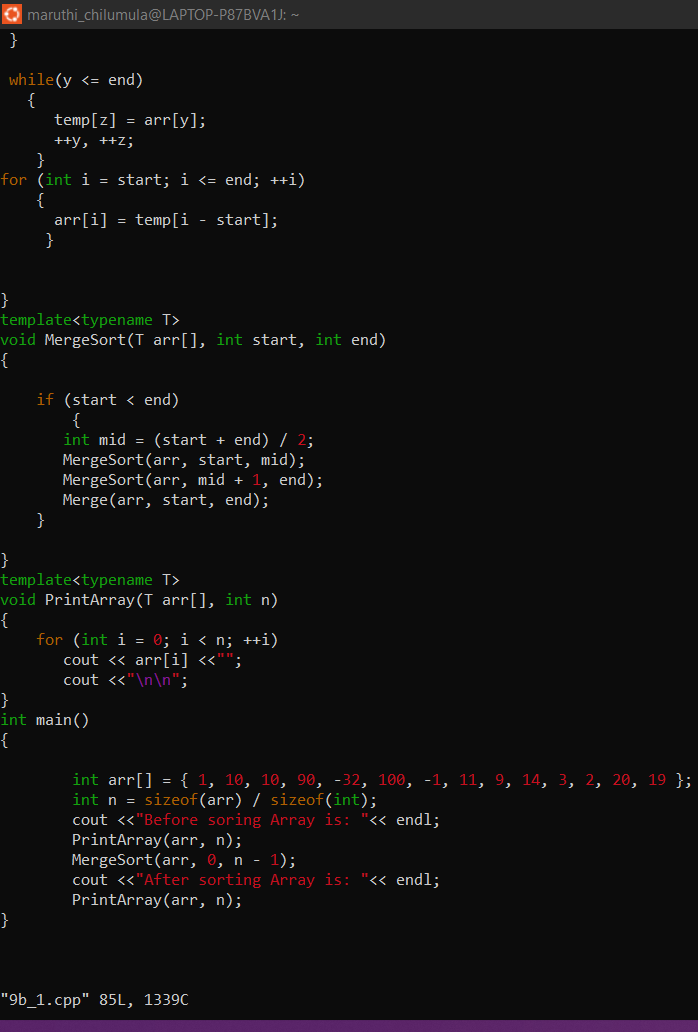 maruthi_chilumula@LAPTOP-P87BVA1J: ~
}
while(y <= end)
{
temp[z] = arr[y];
++y, ++z;
}
for (int i = start; i <= end; ++i)
{
arr[i] = temp[i - start];
}
}
template<typename T>
void MergeSort(T arr[], int start, int end)
{
if (start < end)
{
int mid = (start + end) / 2;
MergeSort(arr, start, mid);
MergeSort(arr, mid + 1, end);
Merge(arr, start, end);
}
}
template<typename T>
void PrintArray(T arr[], int n)
{
for (int i = 0; i < n; ++i)
cout << arr[i] <<"";
cout <<"\n\n";
}
int main()
{
int arr[] = { 1, 10, 10, 90, -32, 100, -1, 11, 9, 14, 3, 2, 20, 19 };
int n = sizeof(arr) / sizeof(int);
cout <<"Before soring Array is: "<< endl;
PrintArray(arr, n);
MergeSort(arr, 0, n - 1);
cout <<"After sorting Array is: "<< endl;
PrintArray(arr, n);
}
"9b_1.cpp" 85L, 1339C